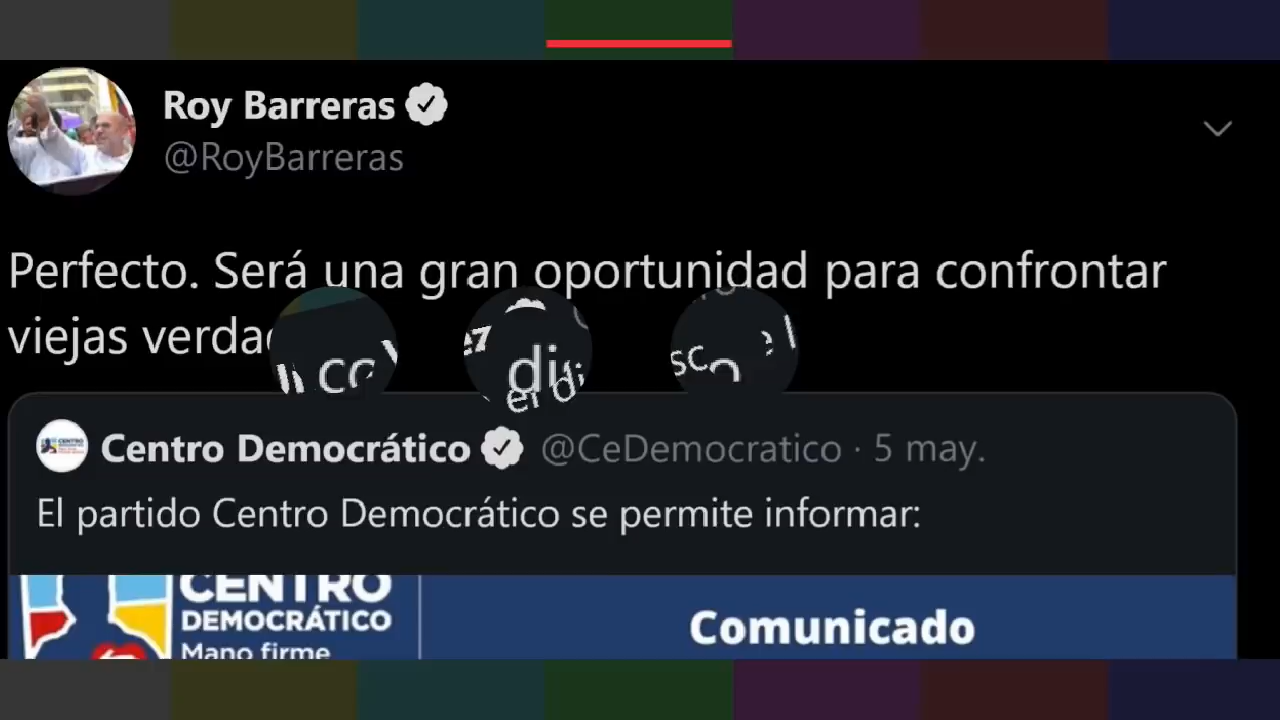 Roy Barreras
@RoyBarreras
Perfecto. Será una gran oportunidad para confrontar
viejas
Centro Democrático @CeDemocratico · 5 may.
El partido Centro Democrático se permite informar:
CENTRO
DEMOCRÁTICO
Mano firme
Comunicado